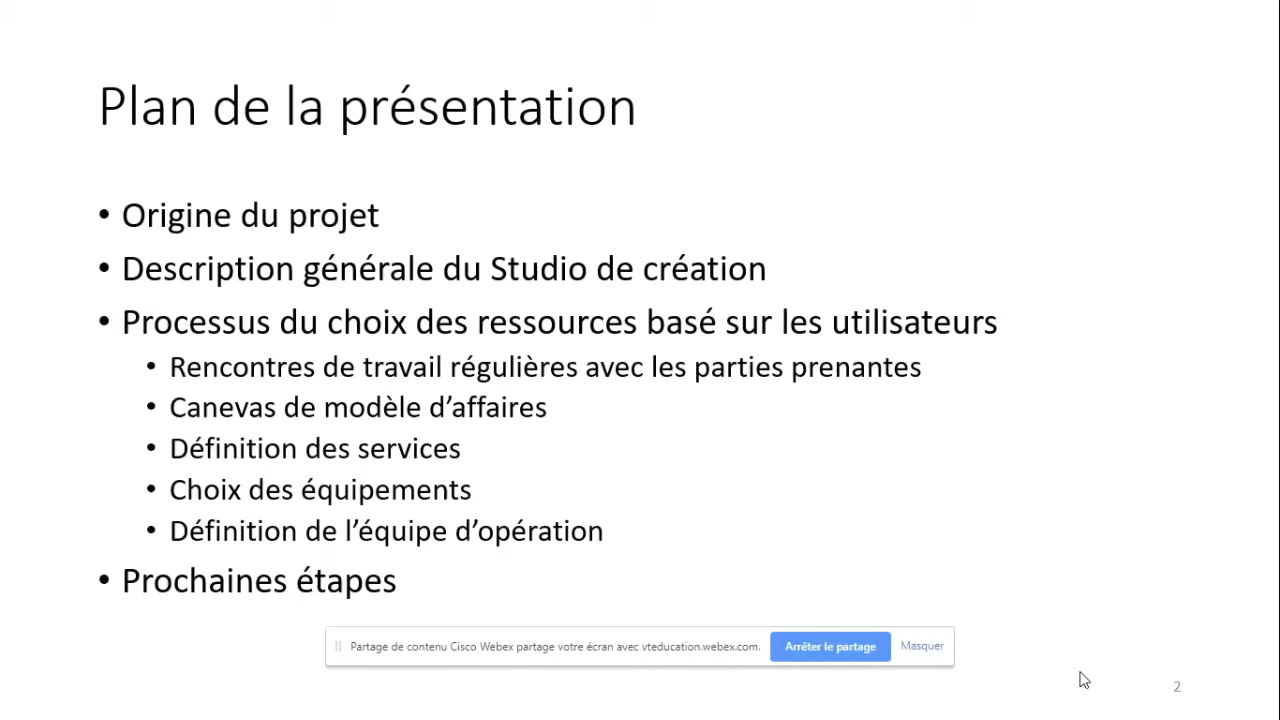 Plan de la présentation
• Origine du projet
• Description générale du Studio de création
• Processus du choix des ressources basé sur les utilisateurs
• Rencontres de travail régulières avec les parties prenantes
• Canevas de modèle d’affaires
• Définition des services
• Choix des équipements
• Définition de l’équipe d’opération
• Prochaines étapes
Partage de contenu Cisco Webex partage votre écran avec vteducation.webex.com. Arrêter le partage Masquer
2